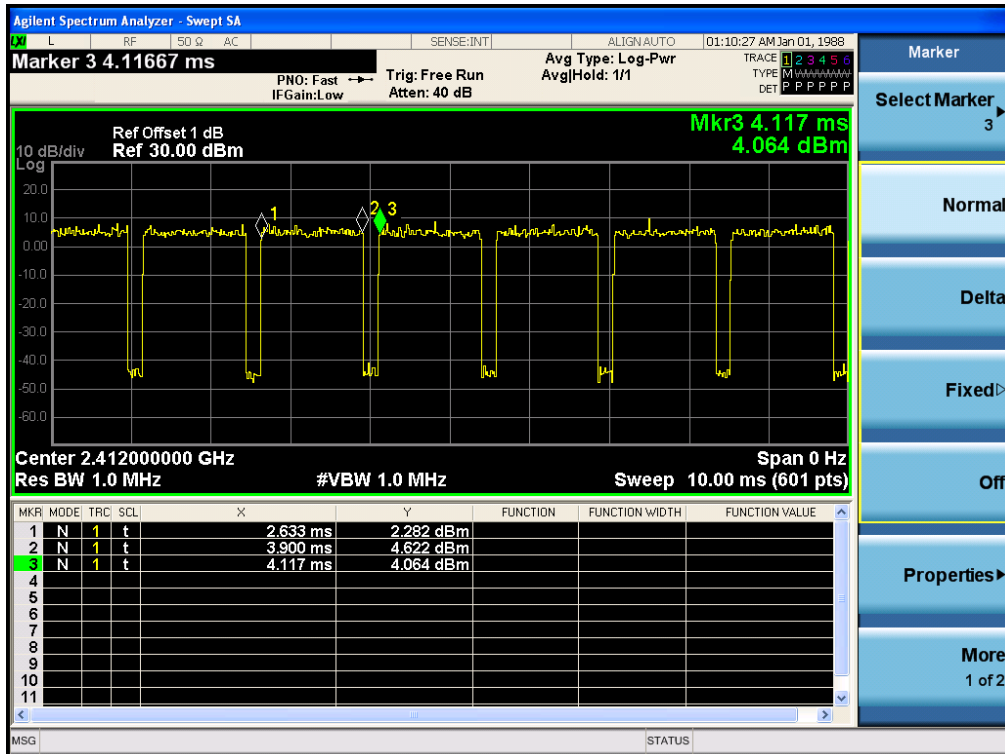 Agilent Spectrum Analyzer - Swept SA
LXI L RF 50 Ω AC SENSE:INT ALIGN AUTO 01:10:27 AM Jan 01, 1988
Marker 3 4.11667 ms
PNO: Fast
IFGain:Low
Trig: Free Run
Atten: 40 dB
Avg Type: Log-Pwr
Avg|Hold: 1/1
TRACE 1 2 3 4 5 6
TYPE M WWWWW
DET P P P P P P
Ref Offset 1 dB
10 dB/div Ref 30.00 dBm
Log
Mkr3 4.117 ms
4.064 dBm
20.0
10.0
0.00
-10.0
-20.0
-30.0
-40.0
-50.0
-60.0
1
2 3
Center 2.412000000 GHz Span 0 Hz
Res BW 1.0 MHz #VBW 1.0 MHz Sweep 10.00 ms (601 pts)
MKR MODE TRC SCL X Y FUNCTION FUNCTION WIDTH FUNCTION VALUE
1 N 1 t 2.633 ms 2.282 dBm
2 N 1 t 3.900 ms 4.622 dBm
3 N 1 t 4.117 ms 4.064 dBm
4
5
6
7
8
9
10
11
MSG STATUS
Marker
Select Marker
3
Normal
Delta
Fixed
Off
Properties
More
1 of 2